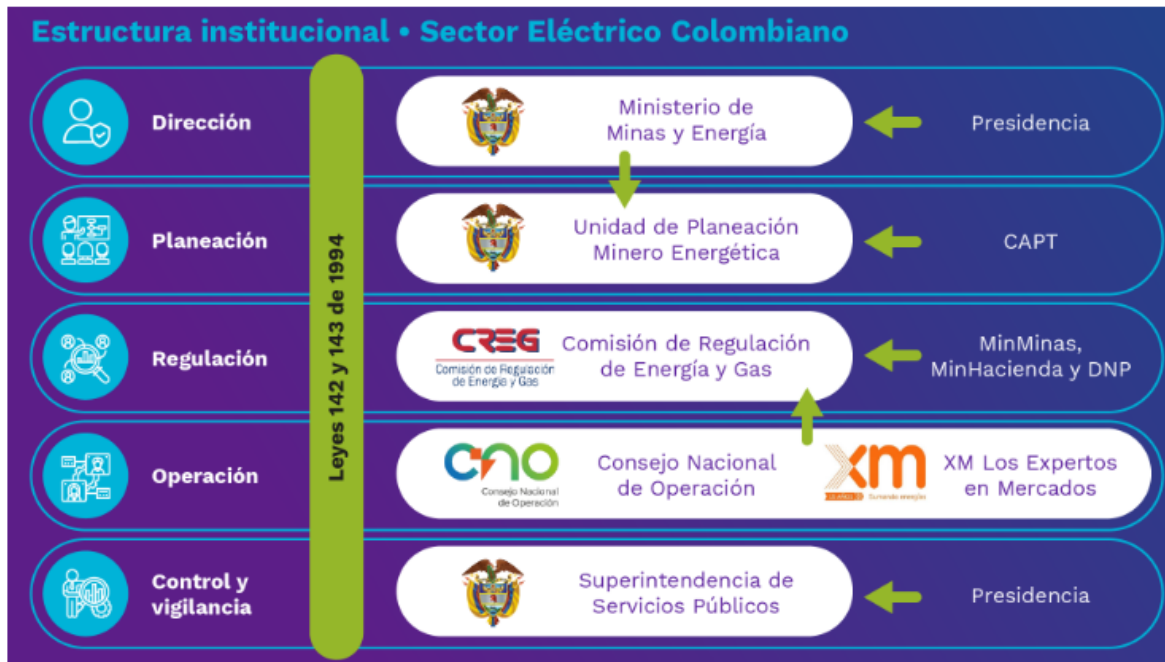 Estructura institucional • Sector Eléctrico Colombiano
Leyes 142 y 143 de 1994
Dirección
Ministerio de
Minas y Energía
Presidencia
Planeación
Unidad de Planeación
Minero Energética
CAPT
Regulación
CREG
Comisión de Regulación
de Energía y Gas
Comisión de Regulación
de Energía y Gas
MinMinas,
MinHacienda y DNP
Operación
cno
Consejo Nacional
de Operación
Consejo Nacional
de Operación
xm
sumando energías
XM Los Expertos
en Mercados
Control y
vigilancia
Superintendencia de
Servicios Públicos
Presidencia